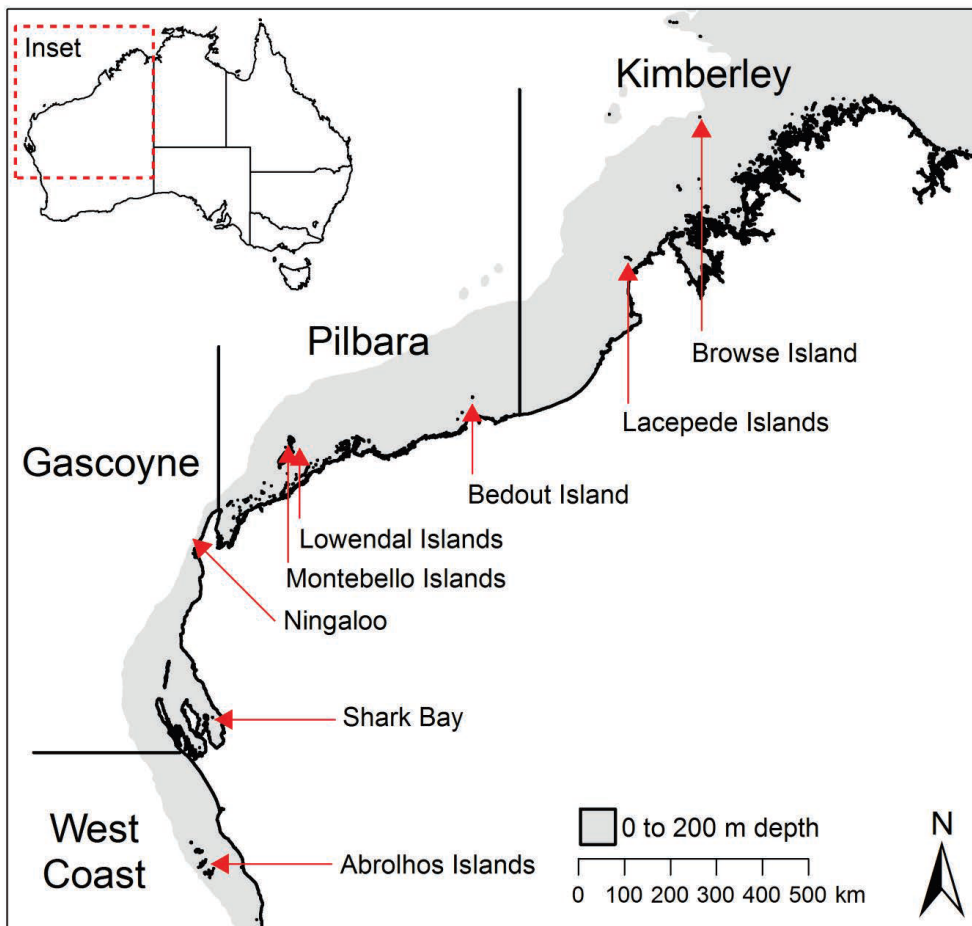 Inset
Kimberley
Pilbara
Browse Island
Lacepede Islands
Gascoyne
Bedout Island
Lowendal Islands
Montebello Islands
Ningaloo
Shark Bay
West
Coast
Abrolhos Islands
0 to 200 m depth
N
0 100 200 300 400 500 km